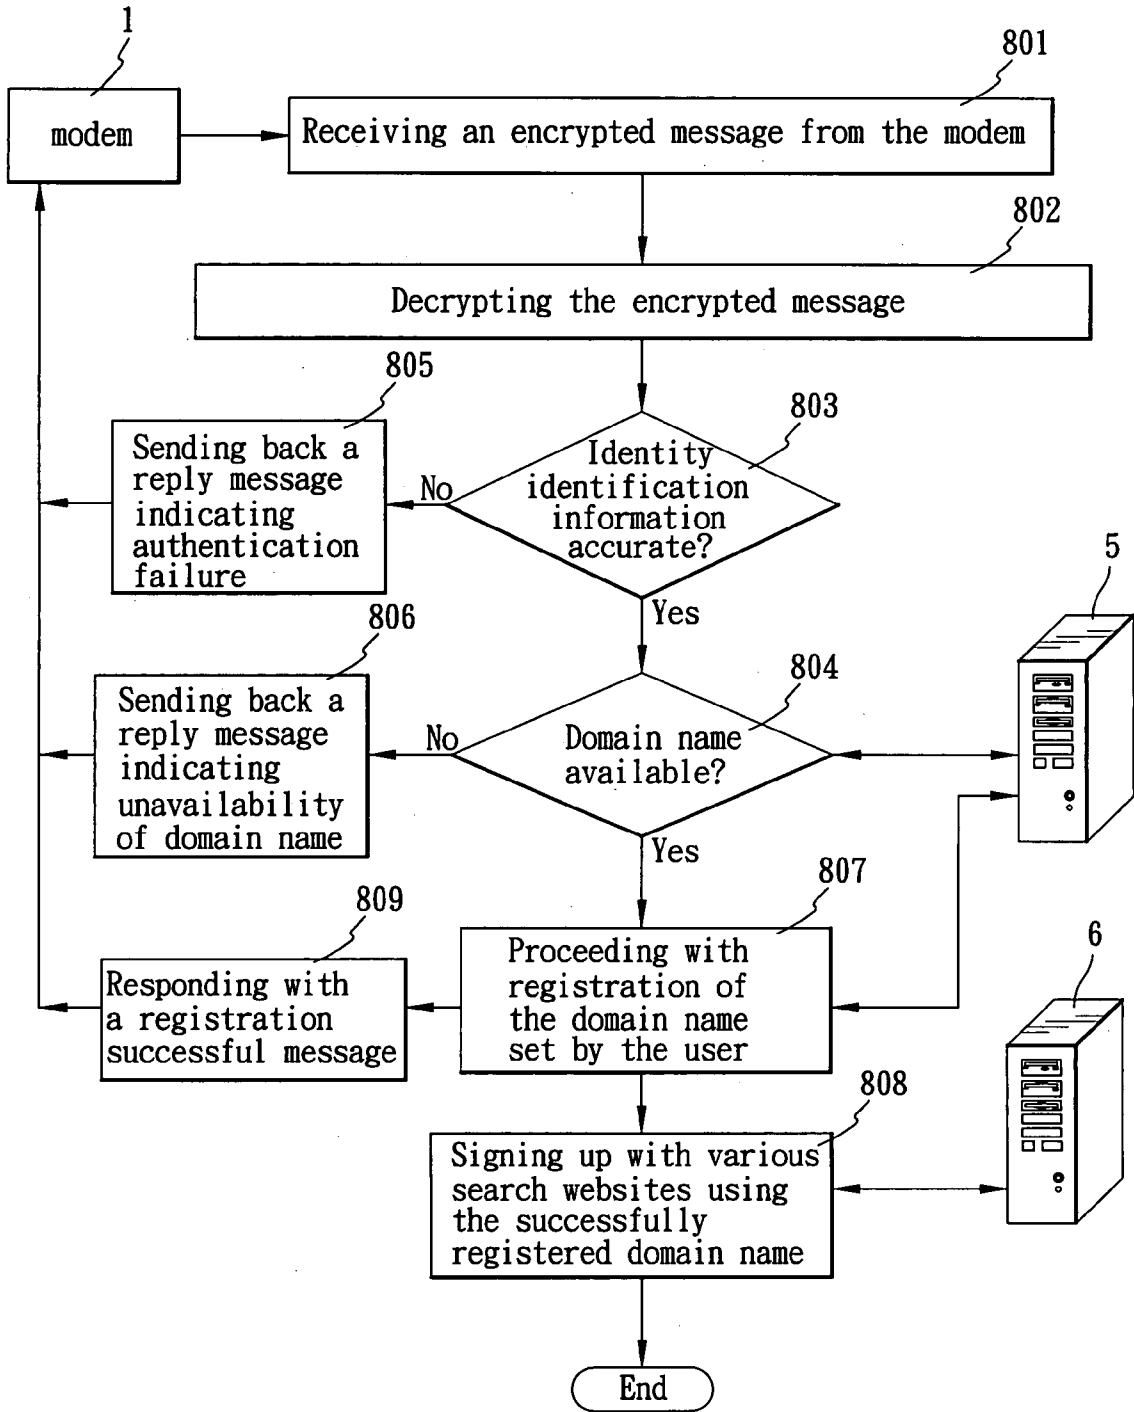 1
801
modem
Receiving an encrypted message from the modem
802
Decrypting the encrypted message
805
803
Sending back a
reply message
indicating
authentication
failure
No
Identity
identification
information
accurate?
Yes
5
806
804
Sending back a
reply message
indicating
unavailability
of domain name
No
Domain name
available?
Yes
807
809
6
Responding with
a registration
successful message
Proceeding with
registration of
the domain name
set by the user
808
Signing up with various
search websites using
the successfully
registered domain name
End